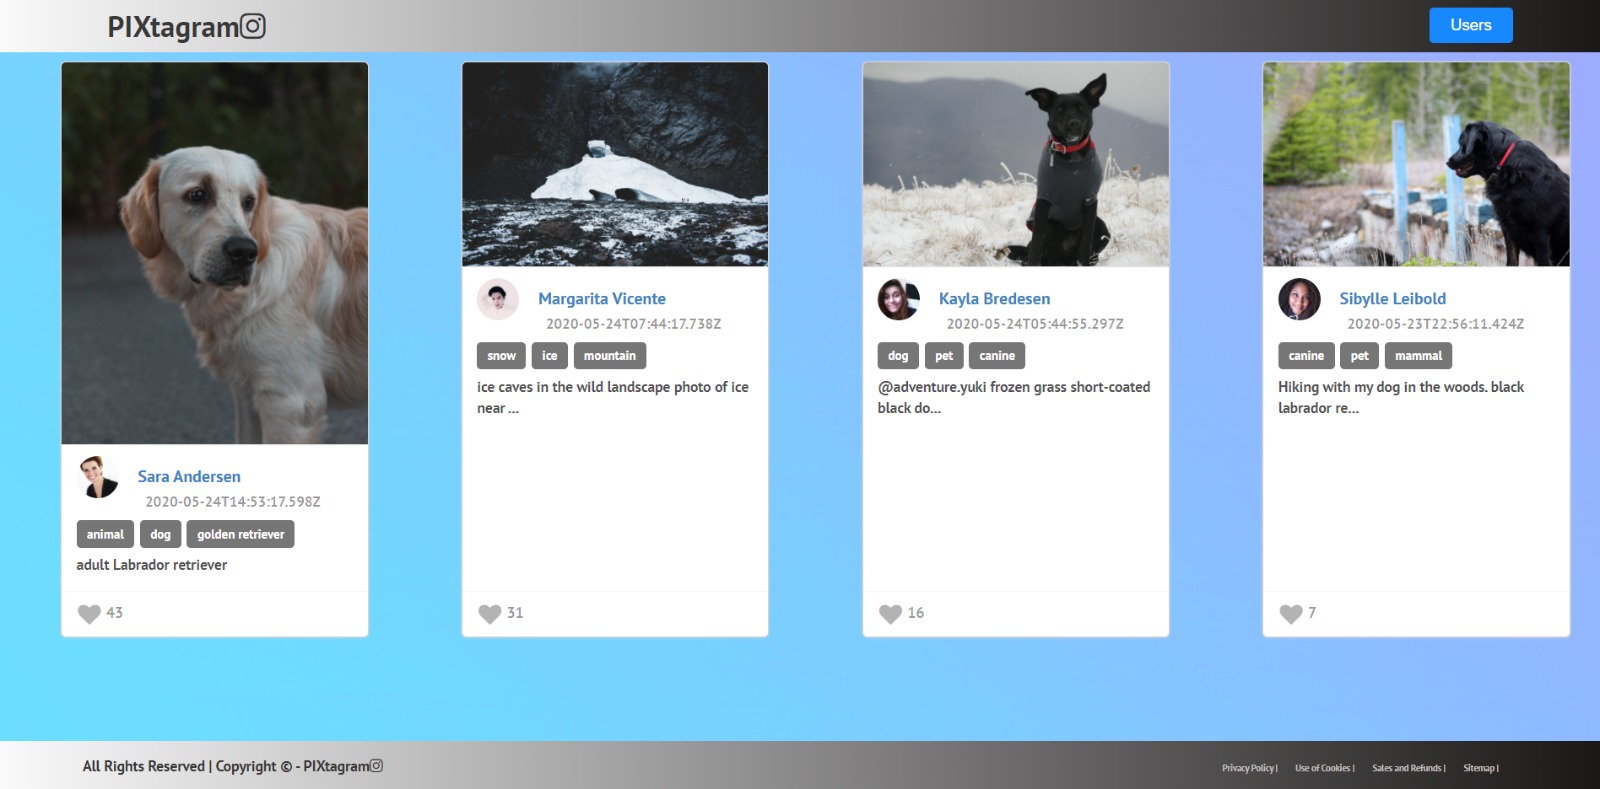 PIXtagram
Users
Sara Andersen
2020-05-24T14:53:17.598Z
animal dog golden retriever
adult Labrador retriever
43
Margarita Vicente
2020-05-24T07:44:17.738Z
snow ice mountain
ice caves in the wild landscape photo of ice
near ...
31
Kayla Bredesen
2020-05-24T05:44:55.297Z
dog pet canine
@adventure.yuki frozen grass short-coated
black do...
16
Sibylle Leibold
2020-05-23T22:56:11.424Z
canine pet mammal
Hiking with my dog in the woods. black
labrador re...
7
All Rights Reserved | Copyright © - PIXtagram
Privacy Policy | Use of Cookies | Sales and Refunds | Sitemap |